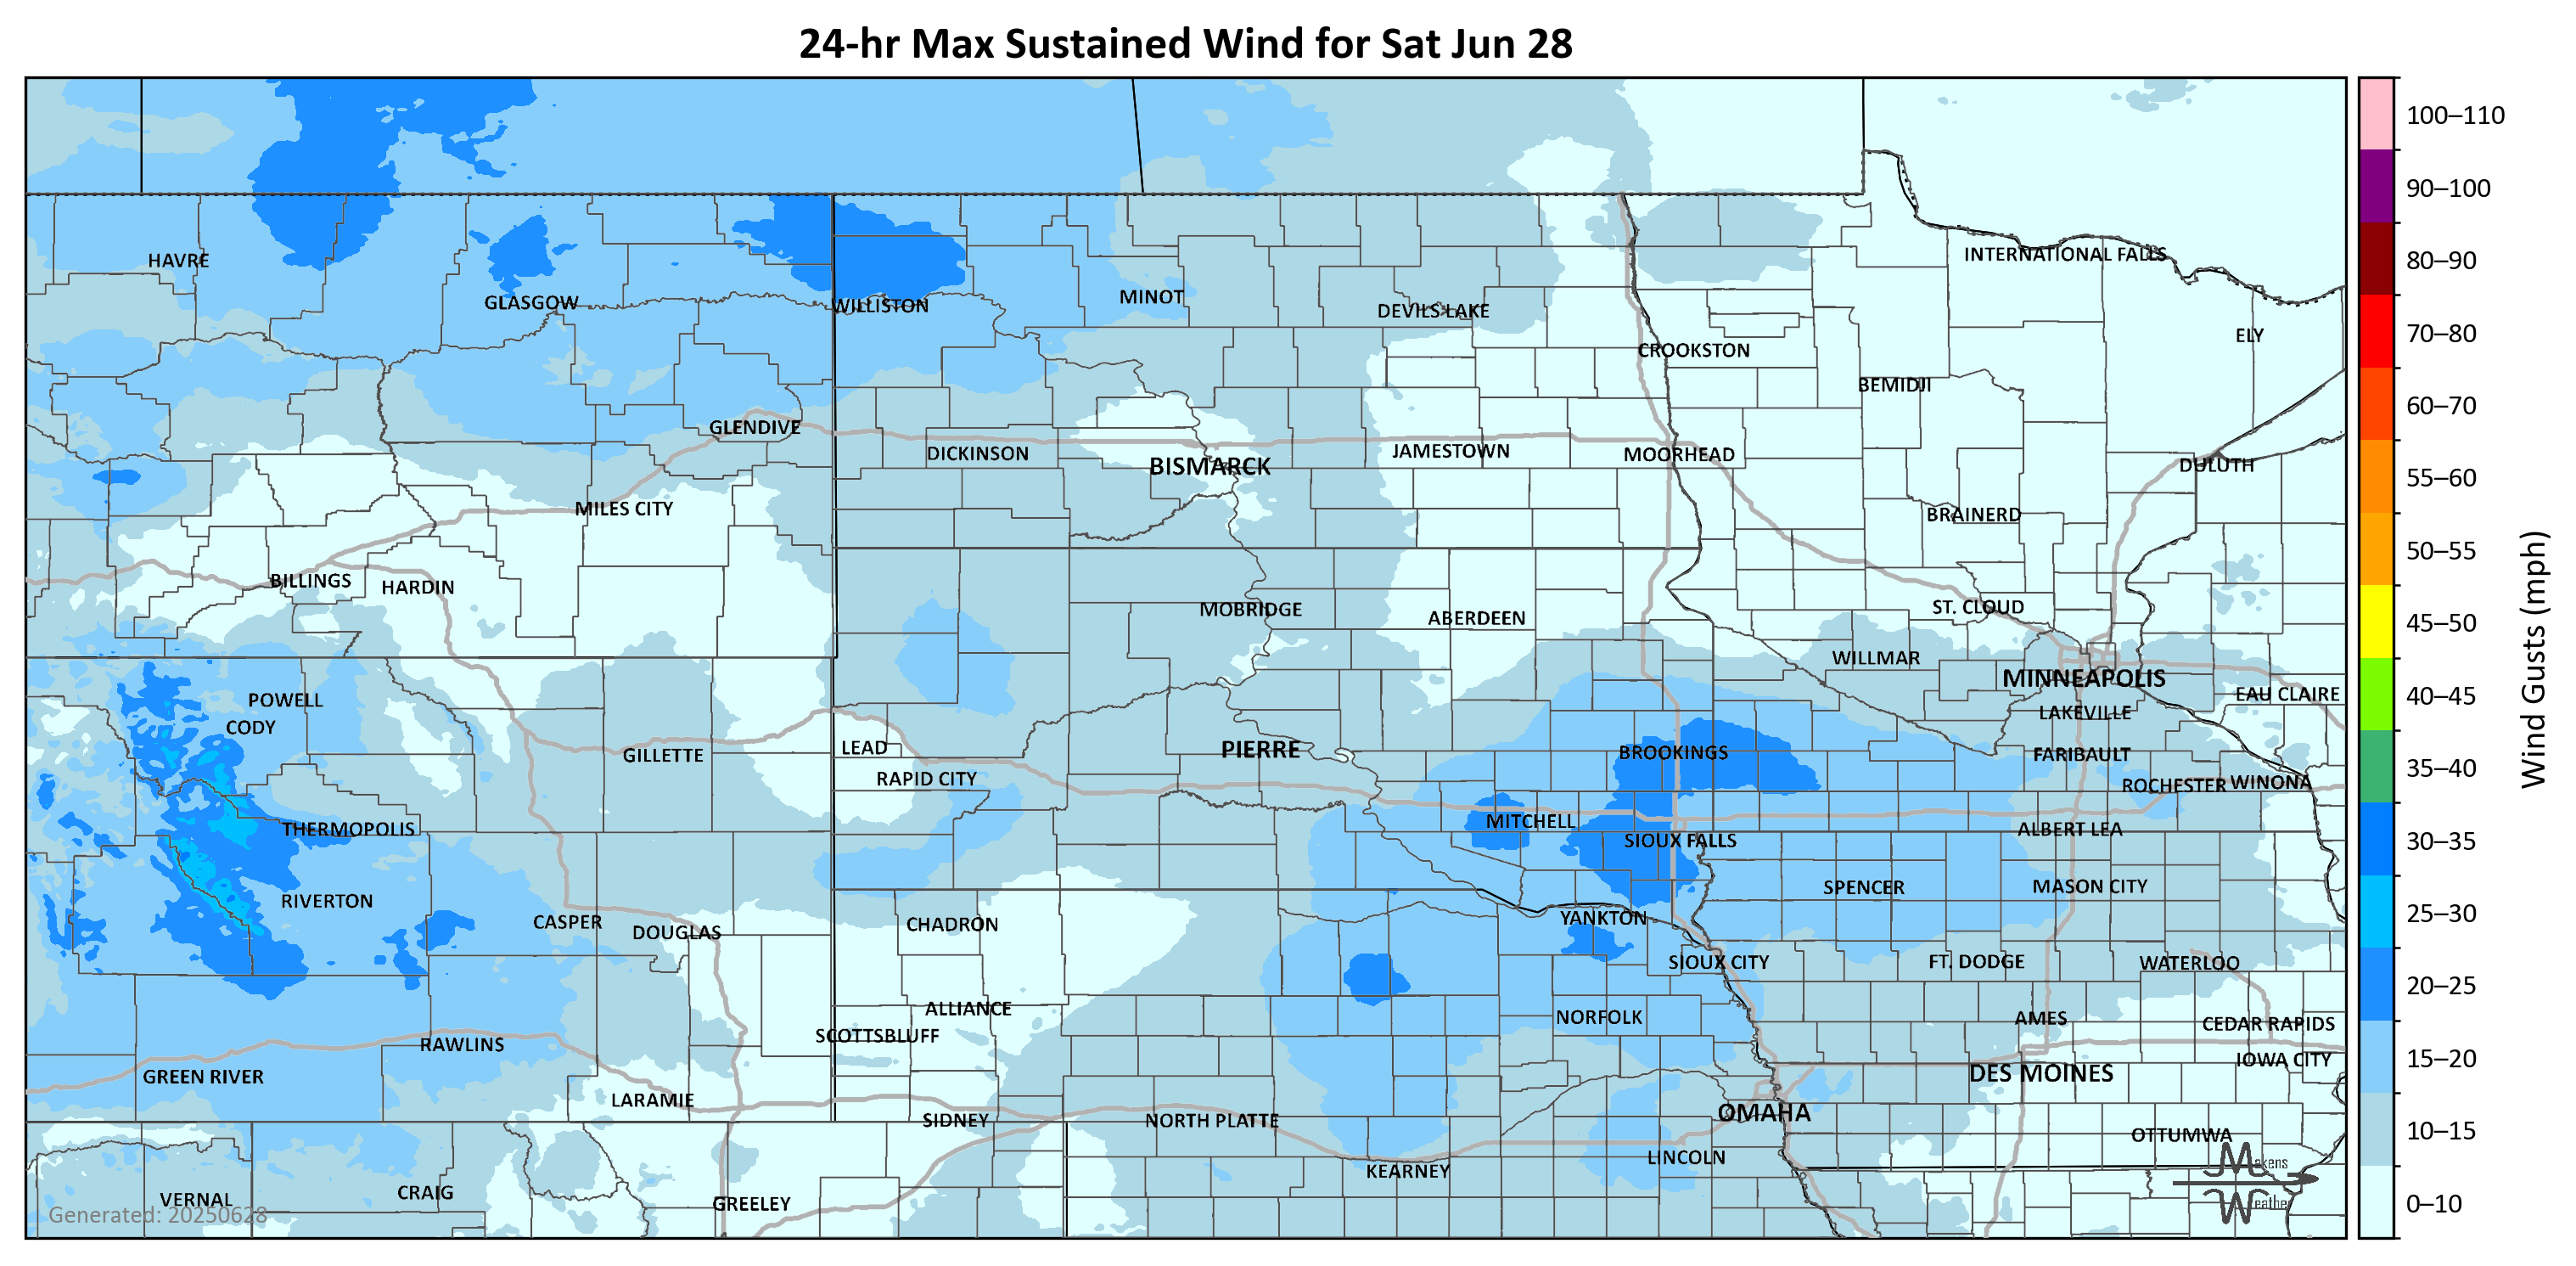 24-hr Max Sustained Wind for Sat Jun 28
100–110
90–100
80–90
70–80
60–70
55–60
50–55
45–50
40–45
35–40
30–35
25–30
20–25
15–20
10–15
0–10
Wind Gusts (mph)
HAVRE
GLASGOW
WILLISTON
MINOT
DEVILS LAKE
INTERNATIONAL FALLS
ELY
CROOKSTON
BEMIDJI
GLENDIVE
DICKINSON
BISMARCK
JAMESTOWN
MOORHEAD
DULUTH
MILES CITY
BRAINERD
BILLINGS
HARDIN
MOBRIDGE
ABERDEEN
ST. CLOUD
WILLMAR
MINNEAPOLIS
EAU CLAIRE
POWELL
CODY
LAKEVILLE
GILLETTE
LEAD
PIERRE
BROOKINGS
FARIBAULT
RAPID CITY
ROCHESTER
WINONA
THERMOPOLIS
MITCHELL
SIOUX FALLS
ALBERT LEA
RIVERTON
SPENCER
MASON CITY
CASPER
DOUGLAS
CHADRON
YANKTON
SIOUX CITY
FT. DODGE
WATERLOO
ALLIANCE
NORFOLK
AMES
CEDAR RAPIDS
SCOTTSBLUFF
RAWLINS
IOWA CITY
GREEN RIVER
DES MOINES
LARAMIE
SIDNEY
NORTH PLATTE
OMAHA
OTTUMWA
KEARNEY
LINCOLN
VERNAL
CRAIG
GREELEY
Makens
Weather
Generated: 20250628